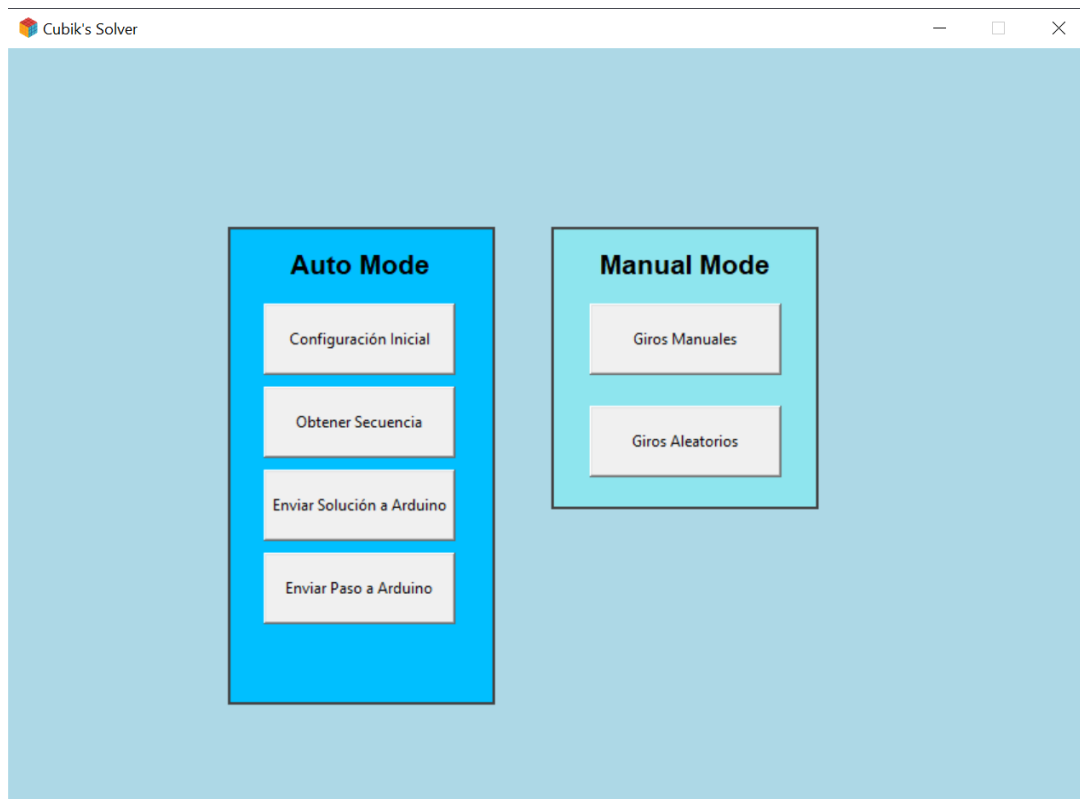 Cubik's Solver
Auto Mode
Configuración Inicial
Obtener Secuencia
Enviar Solución a Arduino
Enviar Paso a Arduino
Manual Mode
Giros Manuales
Giros Aleatorios